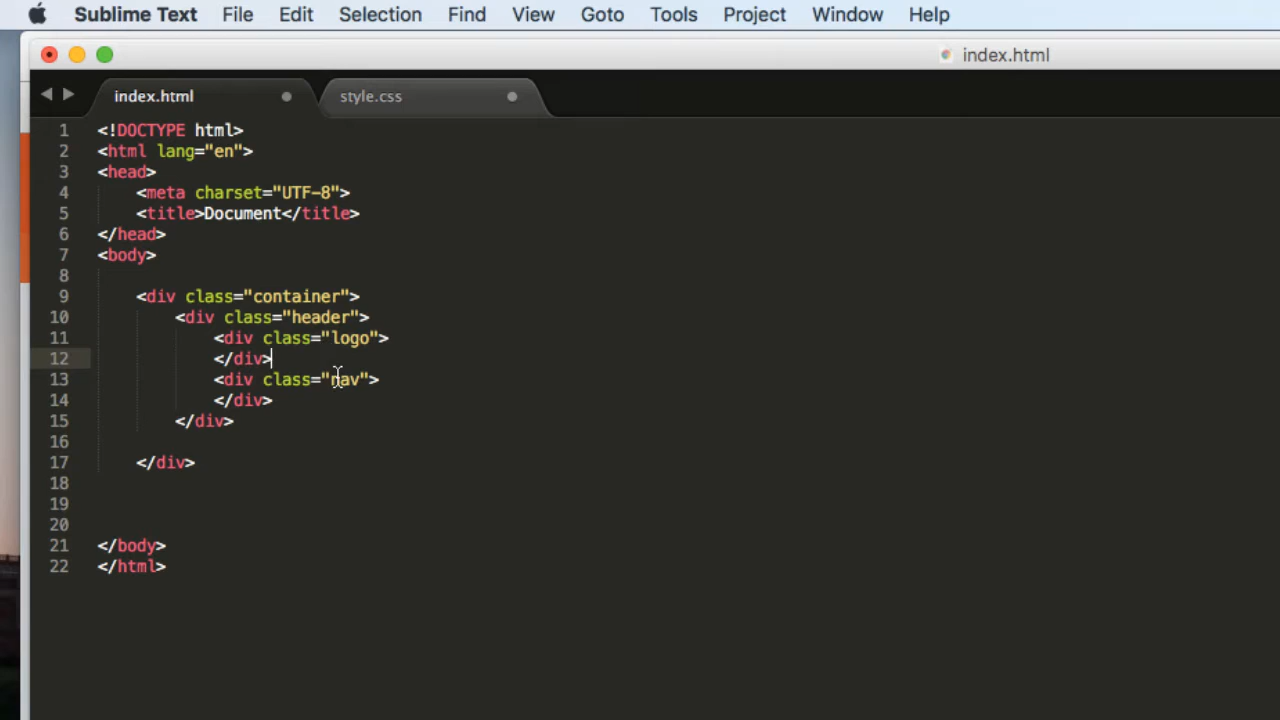 Sublime Text File Edit Selection Find View Goto Tools Project Window Help
index.html
index.html style.css
1 <!DOCTYPE html>
2 <html lang="en">
3 <head>
4 <meta charset="UTF-8">
5 <title>Document</title>
6 </head>
7 <body>
8
9 <div class="container">
10 <div class="header">
11 <div class="logo">
12 </div>
13 <div class="nav">
14 </div>
15 </div>
16
17 </div>
18
19
20
21 </body>
22 </html>